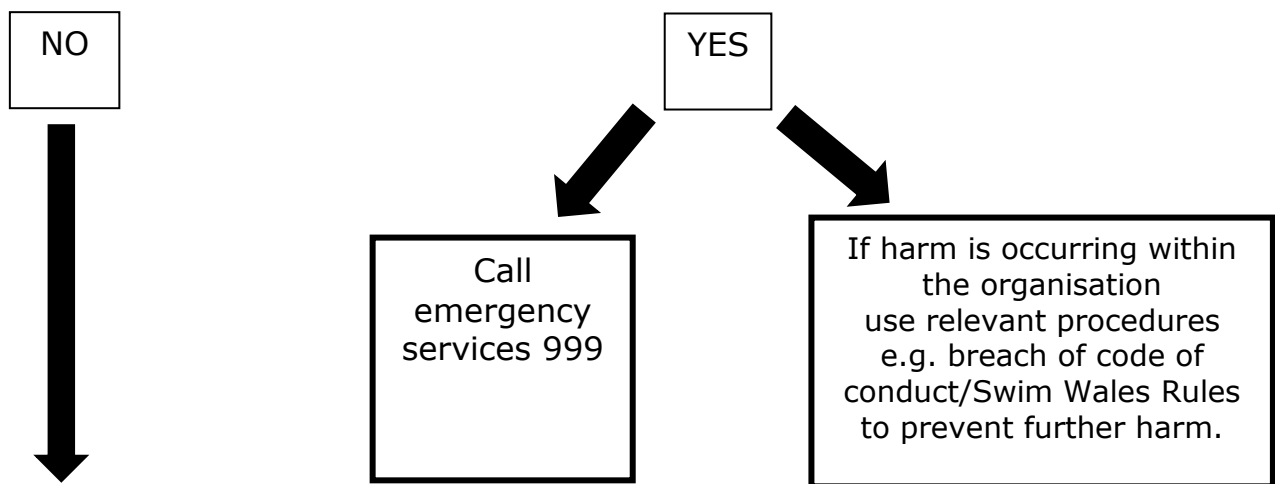 NO
YES
Call
emergency
services 999
If harm is occurring within
the organisation
use relevant procedures
e.g. breach of code of
conduct/Swim Wales Rules
to prevent further harm.